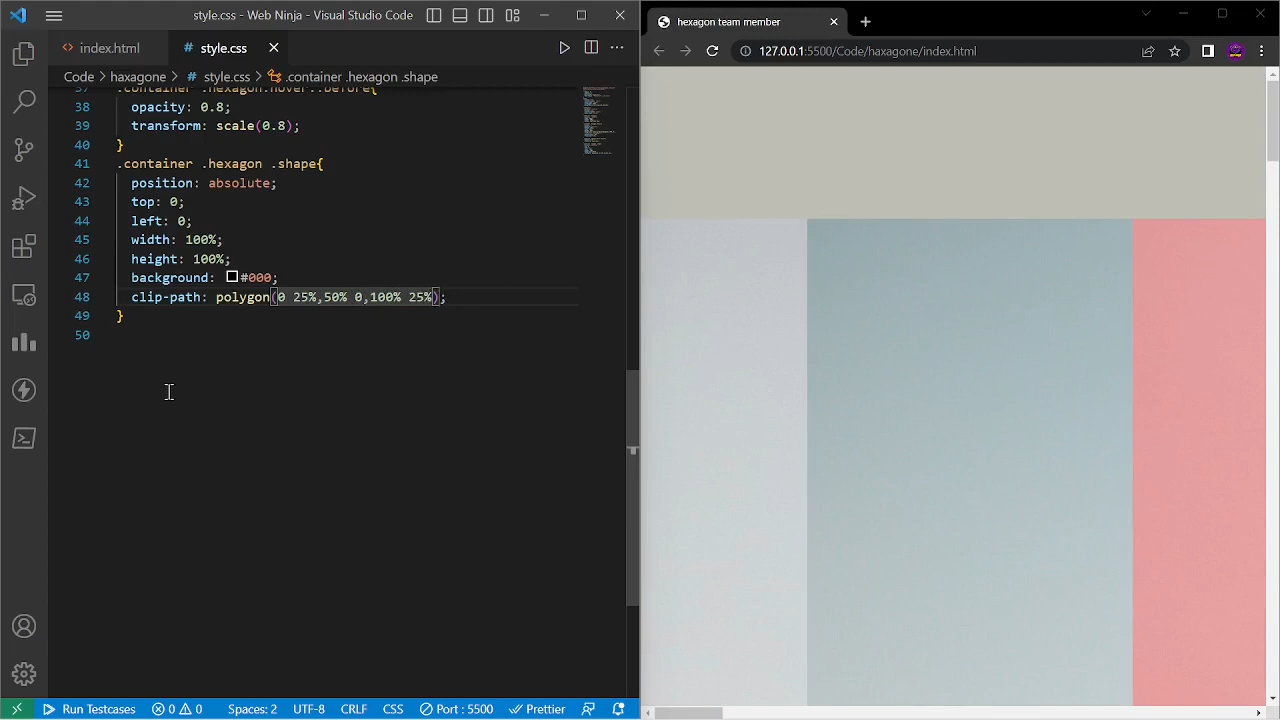 style.css - Web Ninja - Visual Studio Code
index.html
# style.css
Code > haxagone > # style.css > .container .hexagon .shape
37 .container .hexagon:hover::before{
38 opacity: 0.8;
39 transform: scale(0.8);
40 }
41 .container .hexagon .shape{
42 position: absolute;
43 top: 0;
44 left: 0;
45 width: 100%;
46 height: 100%;
47 background: #000;
48 clip-path: polygon(0 25%,50% 0,100% 25%);
49 }
50
Run Testcases 0 0 Spaces: 2 UTF-8 CRLF CSS Port : 5500 Prettier
hexagon team member
127.0.0.1:5500/Code/haxagone/index.html